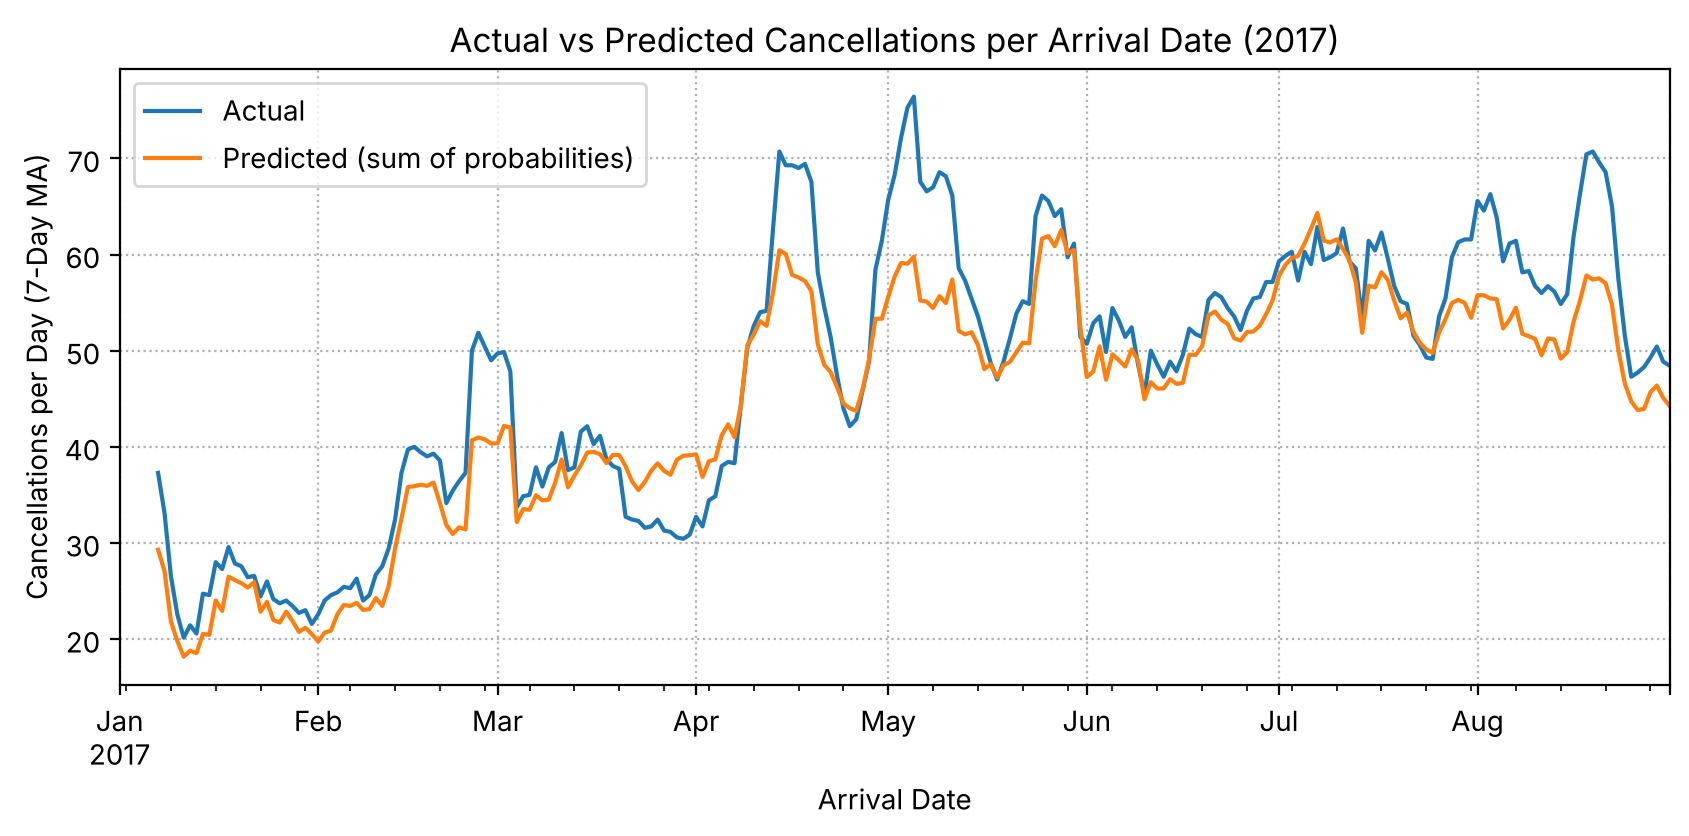 Actual vs Predicted Cancellations per Arrival Date (2017)
Actual
Predicted (sum of probabilities)
Cancellations per Day (7-Day MA)
70
60
50
40
30
20
Jan Feb Mar Apr May Jun Jul Aug
2017
Arrival Date